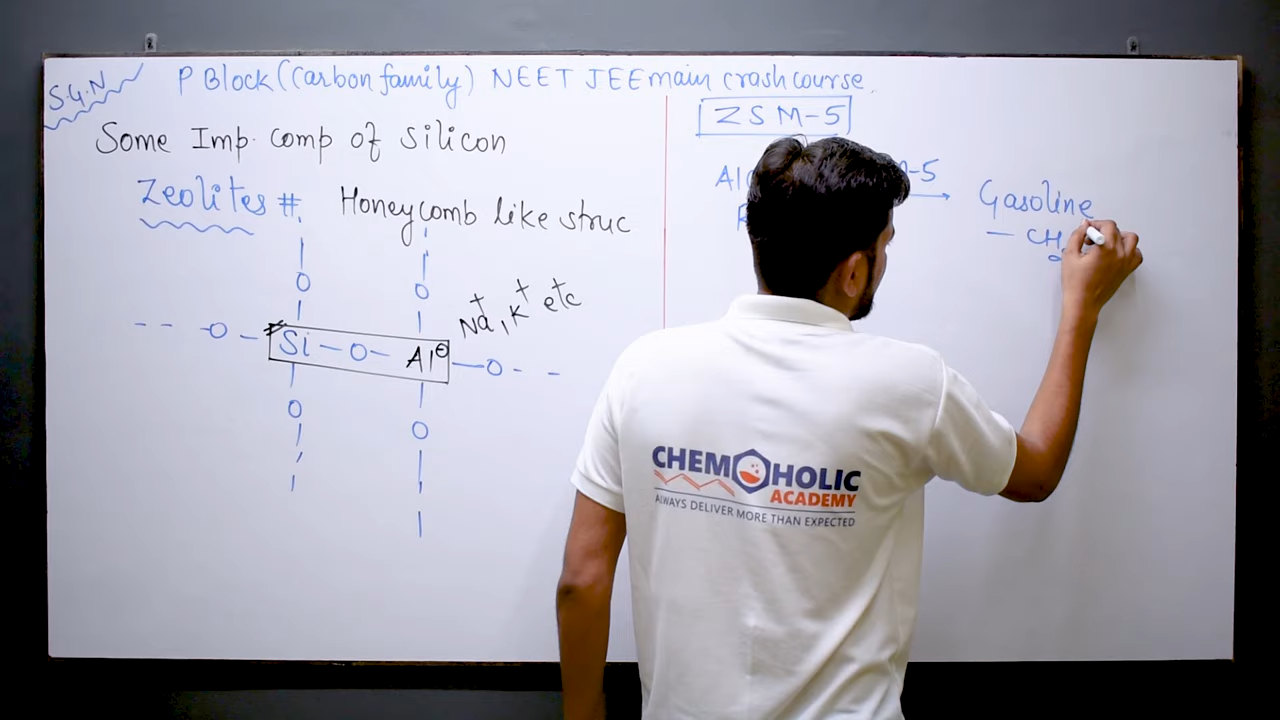 S.G.N
P Block (Carbon family) NEET JEE main crash course.
Some Imp. comp of silicon
Zeolites #. Honeycomb like struc
O O
Na⁺, K⁺ etc
-- -O- Si-O-Al⊖ -O- -
O O
ZSM-5
-5
Gasoline
- CH₂
CHEMOHOLIC
ACADEMY
ALWAYS DELIVER MORE THAN EXPECTED